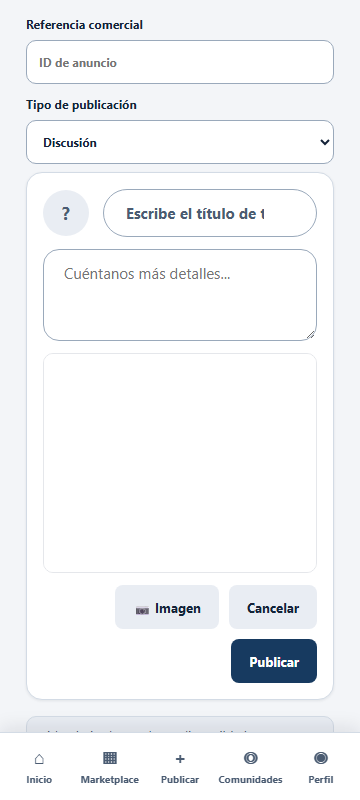 Referencia comercial
ID de anuncio
Tipo de publicación
Discusión
?
Escribe el título de t
Cuéntanos más detalles...
Imagen
Cancelar
Publicar
Inicio
Marketplace
Publicar
Comunidades
Perfil